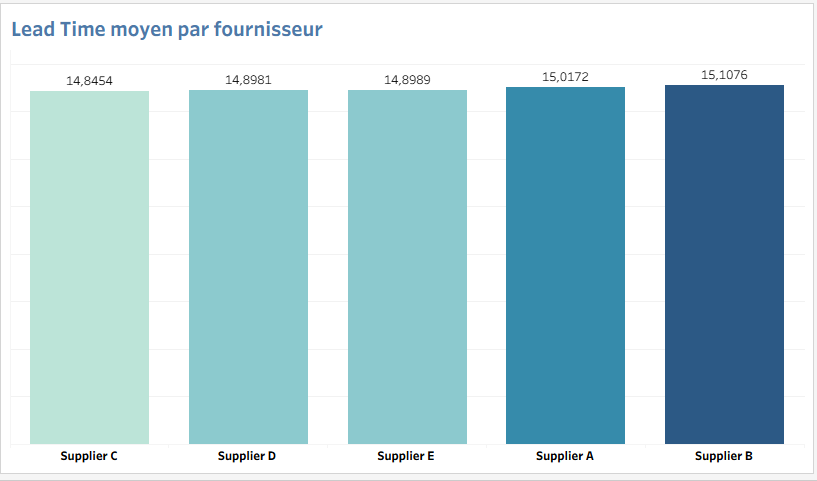 Lead Time moyen par fournisseur
14,8454
14,8981
14,8989
15,0172
15,1076
Supplier C
Supplier D
Supplier E
Supplier A
Supplier B